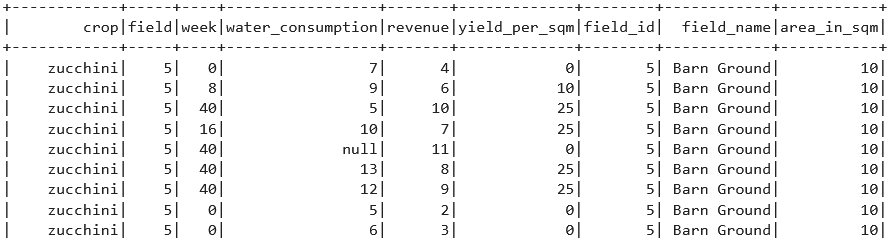 +-------------+-----+----+-----------------+-------+-------------+--------+------------+-----------+
|         crop|field|week|water_consumption|revenue|yield_per_sqm|field_id|  field_name|area_in_sqm|
+-------------+-----+----+-----------------+-------+-------------+--------+------------+-----------+
|     zucchini|    5|   0|                7|      4|            0|       5| Barn Ground|         10|
|     zucchini|    5|   8|                9|      6|           10|       5| Barn Ground|         10|
|     zucchini|    5|  40|                5|     10|           25|       5| Barn Ground|         10|
|     zucchini|    5|  16|               10|      7|           25|       5| Barn Ground|         10|
|     zucchini|    5|  40|             null|     11|            0|       5| Barn Ground|         10|
|     zucchini|    5|  40|               13|      8|           25|       5| Barn Ground|         10|
|     zucchini|    5|  40|               12|      9|           25|       5| Barn Ground|         10|
|     zucchini|    5|   0|                5|      2|            0|       5| Barn Ground|         10|
|     zucchini|    5|   0|                6|      3|            0|       5| Barn Ground|         10|